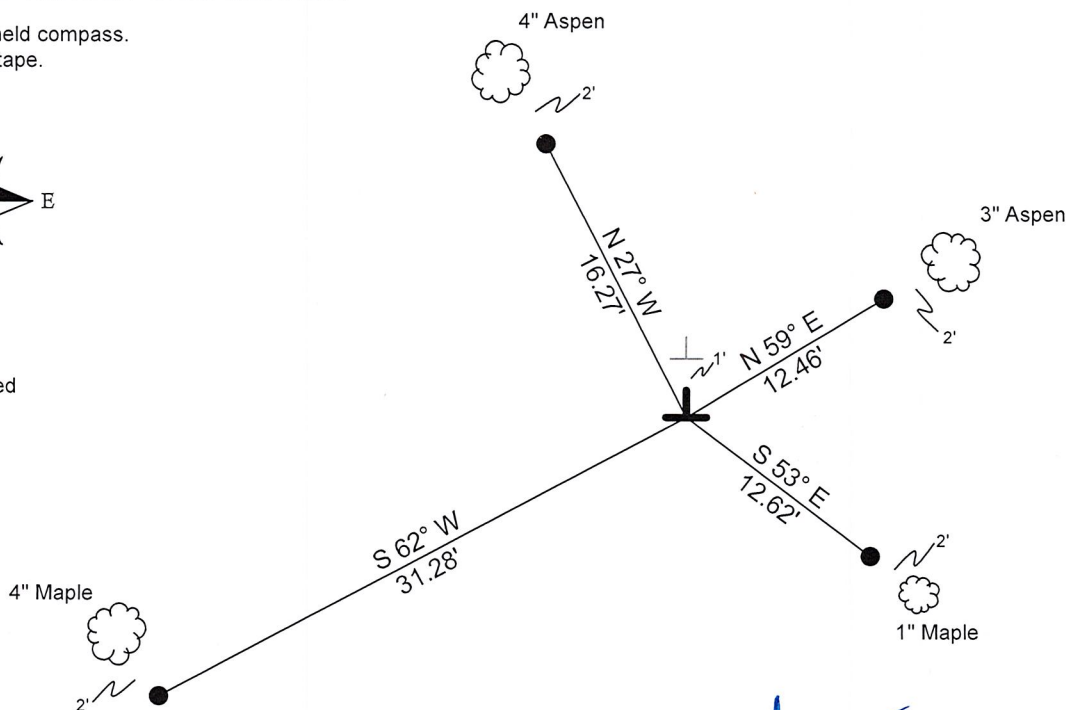 4" Aspen
eld compass.
tape.
2'
E
3" Aspen
N 27° W
16.27'
2'
1'
N 59° E
12.46'
ed
S 53° E
12.62'
S 62° W
31.28'
2'
4" Maple
1" Maple
2'